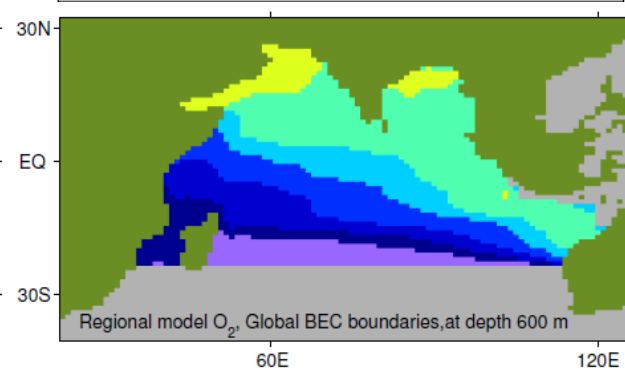 30N
EQ
30S
Regional model O2, Global BEC boundaries,at depth 600 m
60E
120E